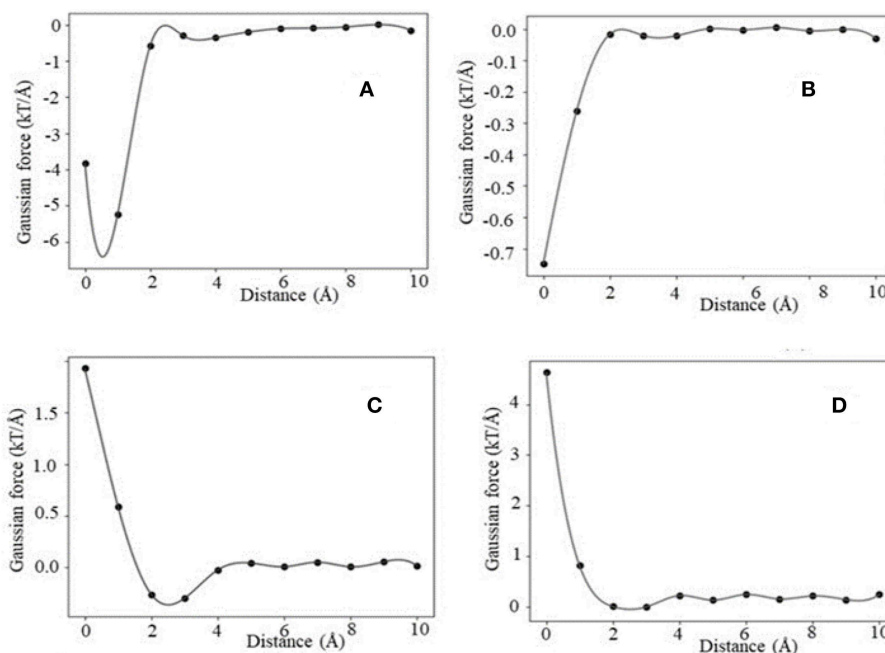 0
-1
-2
-3
-4
-5
-6
Gaussian force (kT/Å)
A
0 2 4 6 8 10
Distance (Å)
0.0
-0.1
-0.2
-0.3
-0.4
-0.5
-0.6
-0.7
Gaussian force (kT/Å)
B
0 2 4 6 8 10
Distance (Å)
1.5
1.0
0.5
0.0
Gaussian force (kT/Å)
C
0 2 4 6 8 10
Distance (Å)
4
3
2
1
0
Gaussian force (kT/Å)
D
0 2 4 6 8 10
Distance (Å)